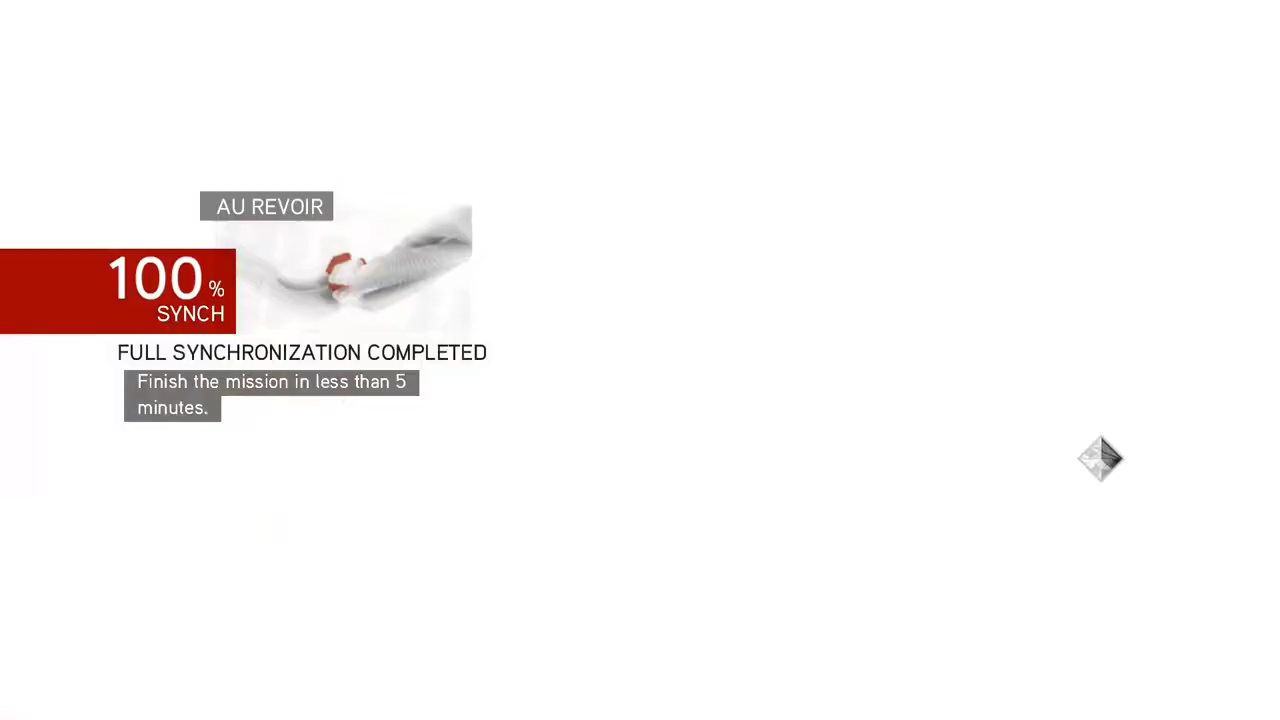 AU REVOIR
100 %
SYNCH
FULL SYNCHRONIZATION COMPLETED
Finish the mission in less than 5
minutes.